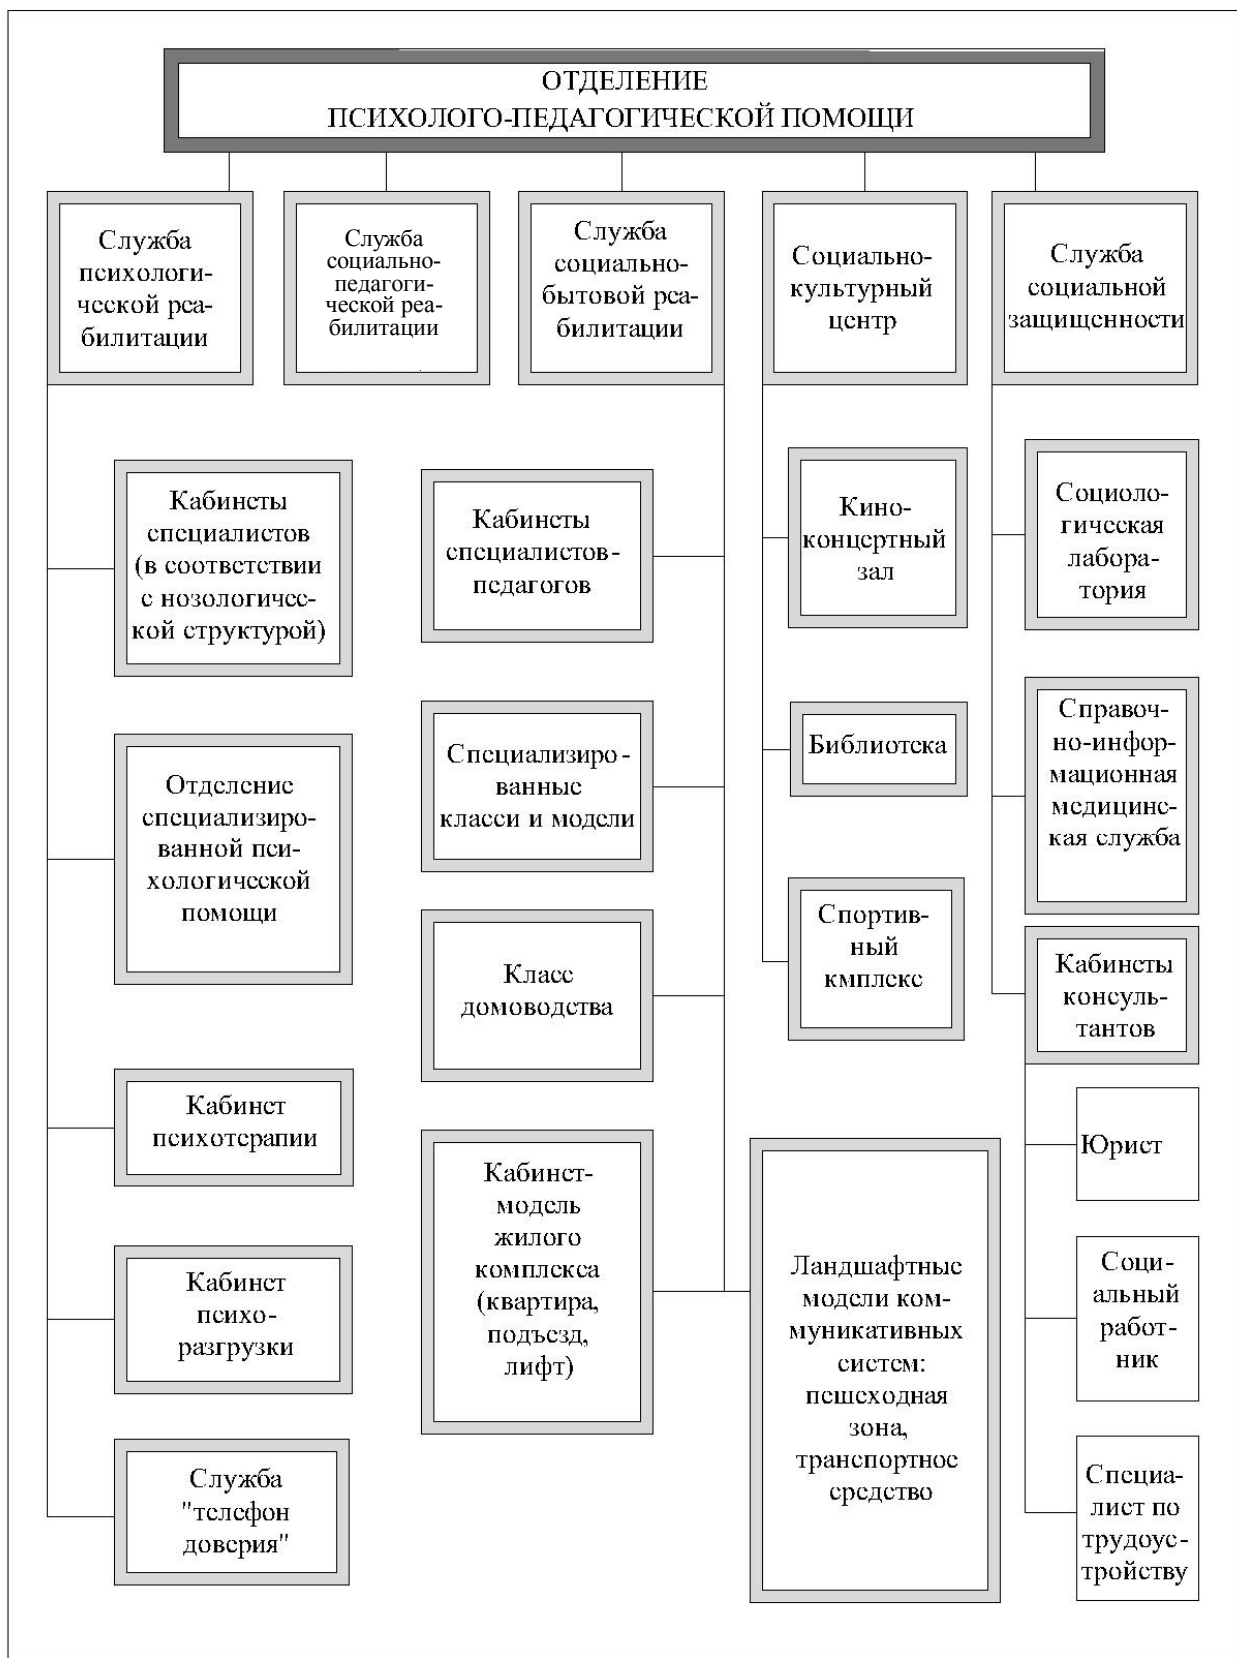 ОТДЕЛЕНИЕ
ПСИХОЛОГО-ПЕДАГОГИЧЕСКОЙ ПОМОЩИ
Служба
психологи-
ческой реа-
билитации
Служба
социально-
педагоги-
ческой реа-
билитации
Служба
социально-
бытовой реа-
билитации
Социально-
культурный
центр
Служба
социальной
защищенности
Кабинеты
специалистов
(в соответствии
с нозологичес-
кой структурой)
Отделение
специализиро-
ванной пси-
хологической
помощи
Кабинет
психотерапии
Кабинет
психо-
разгрузки
Служба
"телефон
доверия"
Кабинеты
специалистов-
педагогов
Специализиро-
ванные
класси и модели
Класс
домоводства
Кабинет-
модель
жилого
комплекса
(квартира,
подъезд,
лифт)
Ландшафтные
модели ком-
муникативных
систем:
пешеходная
зона,
транспортное
средство
Кино-
концертный
зал
Библиотека
Спортив-
ный
кмплекс
Социоло-
гическая
лабора-
тория
Справоч-
но-инфор-
мационная
медицинс-
кая служба
Кабинеты
консуль-
тантов
Юрист
Соци-
альный
работ-
ник
Специа-
лист по
трудоус-
тройству